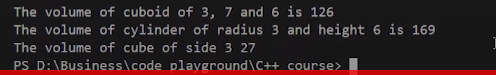 The volume of cuboid of 3, 7 and 6 is 126
The volume of cylinder of radius 3 and height 6 is 169
The volume of cube of side 3 27
PS D:\Business\code playground\C++ course>